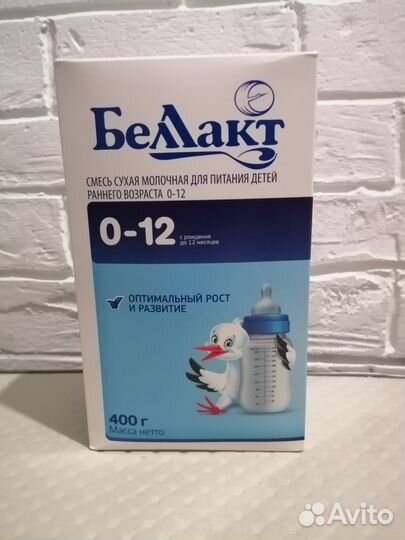 Беллакт
СМЕСЬ СУХАЯ МОЛОЧНАЯ ДЛЯ ПИТАНИЯ ДЕТЕЙ
РАННЕГО ВОЗРАСТА 0-12
0-12
с рождения
до 12 месяцев
ОПТИМАЛЬНЫЙ РОСТ
И РАЗВИТИЕ
400 г
Масса нетто
Avito